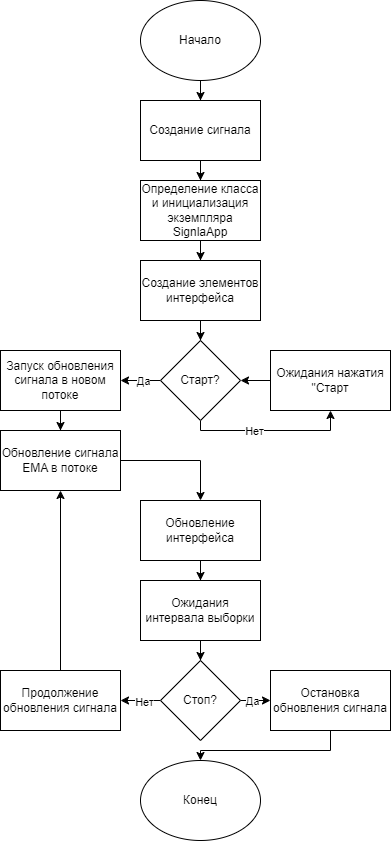 Начало
Создание сигнала
Определение класса
и инициализация
экземпляра
SignlaApp
Создание элементов
интерфейса
Запуск обновления
сигнала в новом
потоке
Да
Старт?
Ожидания нажатия
"Старт
Нет
Обновление сигнала
EMA в потоке
Обновление
интерфейса
Ожидания
интервала выборки
Продолжение
обновления сигнала
Нет
Стоп?
Да
Остановка
обновления сигнала
Конец